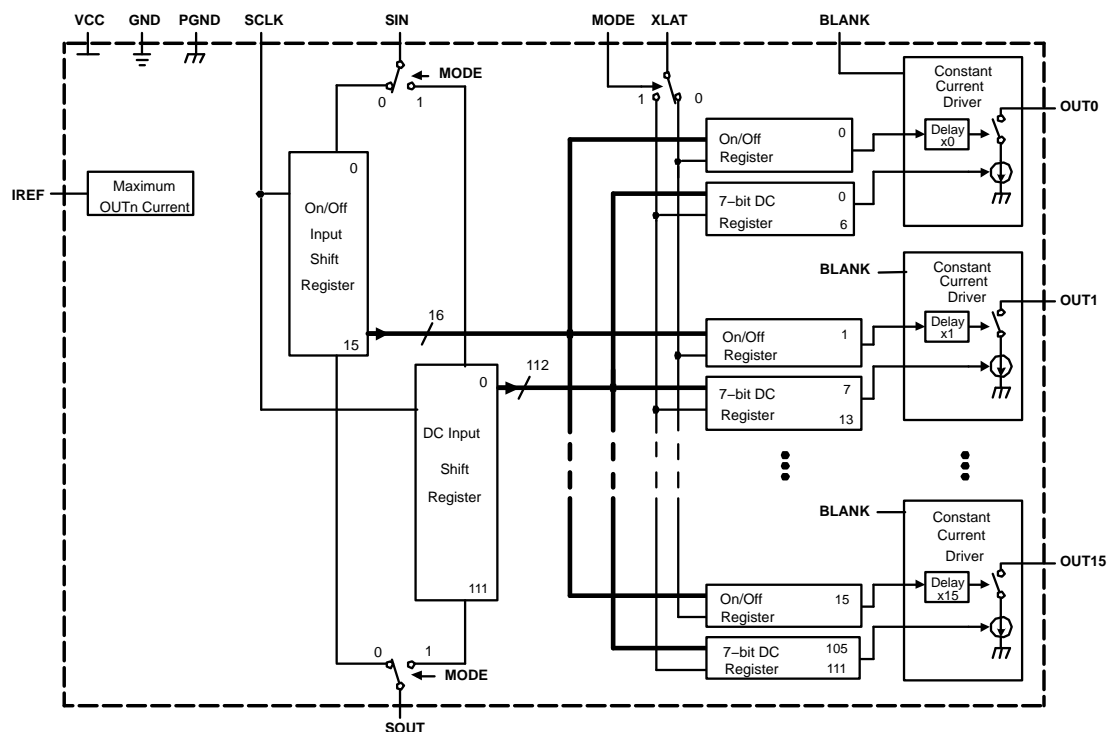 VCC GND PGND SCLK SIN MODE XLAT BLANK
MODE
0 1
1 0
Constant
Current
Driver
OUT0
Delay
x0
On/Off
Register
0
7−bit DC
Register
0
6
IREF
Maximum
OUTn Current
0
On/Off
Input
Shift
Register
15
16
BLANK
Constant
Current
Driver
OUT1
Delay
x1
On/Off
Register
1
7−bit DC
Register
7
13
0
DC Input
Shift
Register
111
112
BLANK
Constant
Current
Driver
OUT15
Delay
x15
On/Off
Register
15
7−bit DC
Register
105
111
0 1
MODE
SOUT